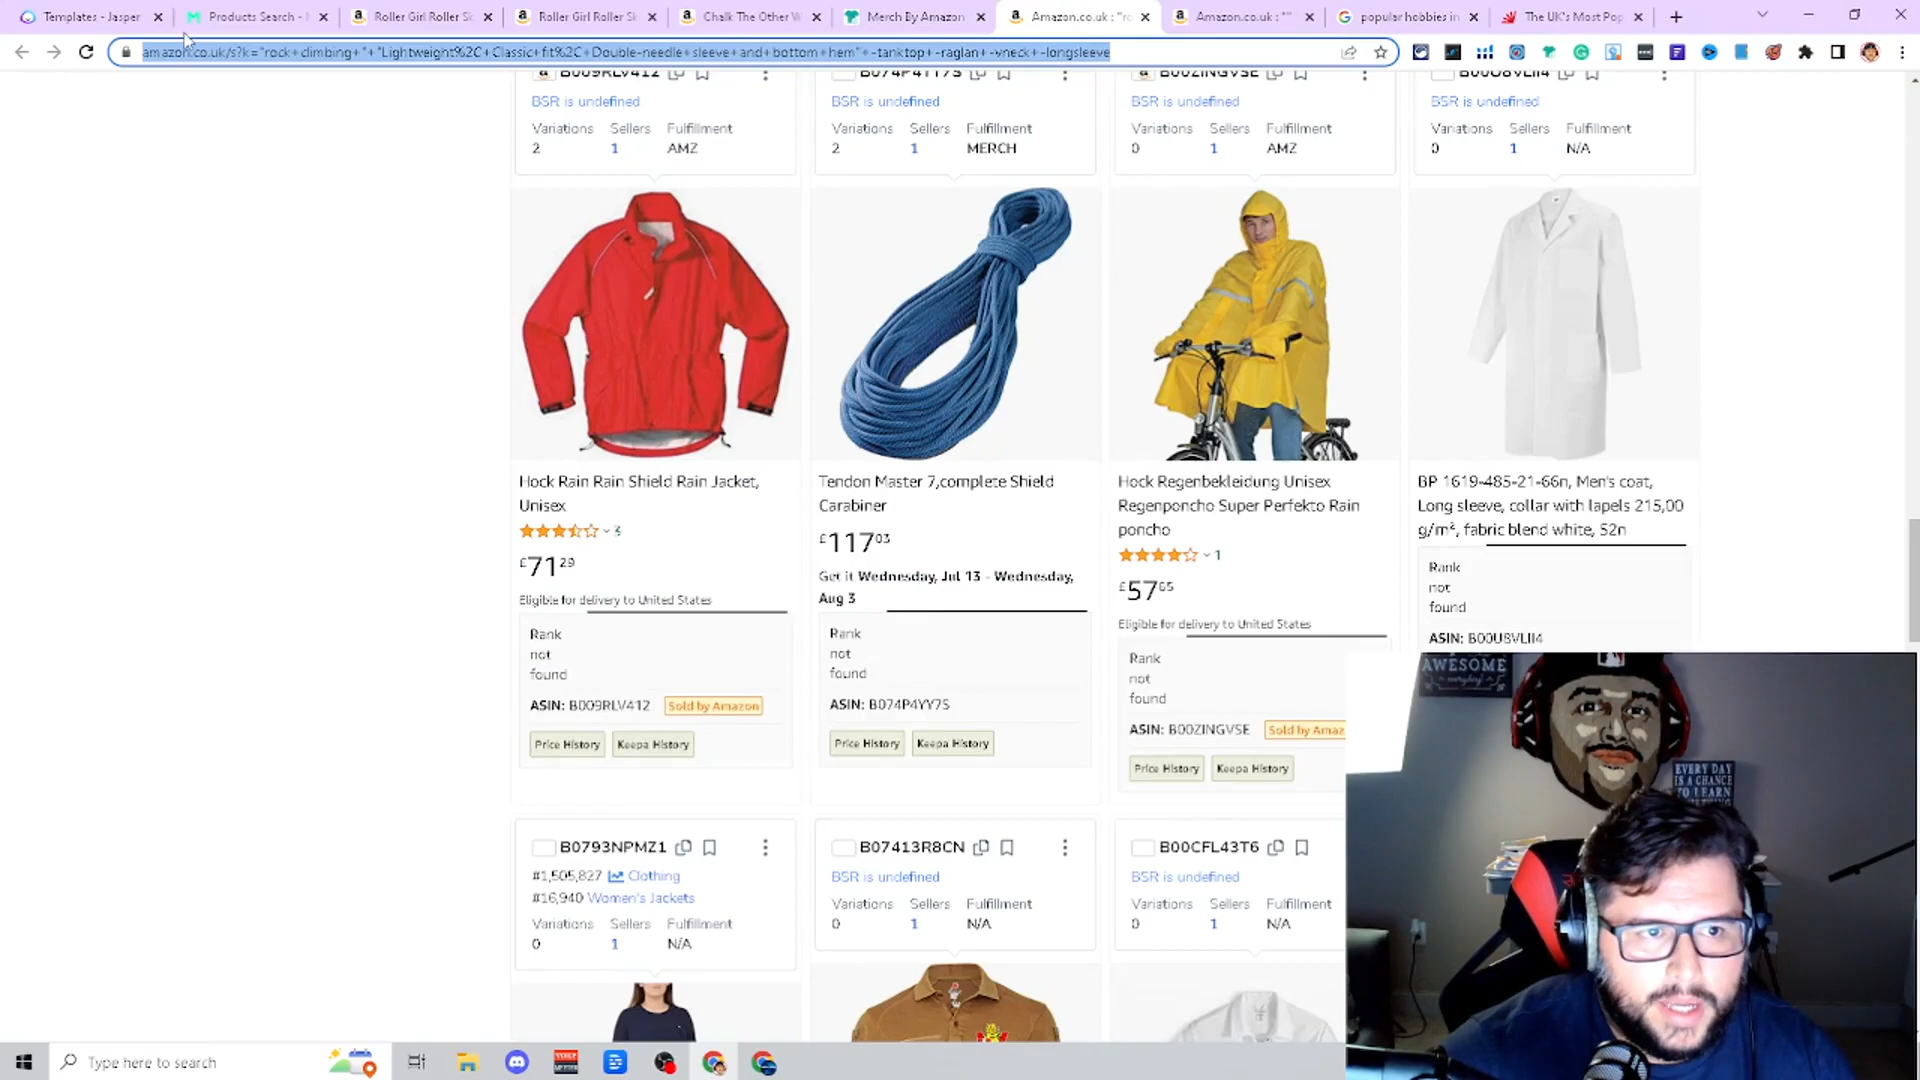 Templates - Jasper
Products Search -
Roller Girl Roller Sk
Roller Girl Roller Sk
Chalk The Other W
Merch By Amazon
Amazon.co.uk : "ro
Amazon.co.uk : ""
popular hobbies in
The UK's Most Pop
amazon.co.uk/s?k="rock+climbing+"+"Lightweight%2C+Classic+fit%2C+Double-needle+sleeve+and+bottom+hem"+-tanktop+-raglan+-vneck+-longsleeve
B009RLV412
B074P4YY7S
B00ZINGVSE
B00U8VLII4
BSR is undefined
BSR is undefined
BSR is undefined
BSR is undefined
Variations Sellers Fulfillment
2 1 AMZ
Variations Sellers Fulfillment
2 1 MERCH
Variations Sellers Fulfillment
0 1 AMZ
Variations Sellers Fulfillment
0 1 N/A
Hock Rain Rain Shield Rain Jacket,
Unisex
3
£71 29
Eligible for delivery to United States
Rank
not
found
ASIN: B009RLV412 Sold by Amazon
Price History Keepa History
Tendon Master 7,complete Shield
Carabiner
£117 03
Get it Wednesday, Jul 13 - Wednesday,
Aug 3
Rank
not
found
ASIN: B074P4YY7S
Price History Keepa History
Hock Regenbekleidung Unisex
Regenponcho Super Perfekto Rain
poncho
1
£57 65
Eligible for delivery to United States
Rank
not
found
ASIN: B00ZINGVSE Sold by Amaz
Price History Keepa History
BP 1619-485-21-66n, Men's coat,
Long sleeve, collar with lapels 215,00
g/m², fabric blend white, 52n
Rank
not
found
ASIN: B00U8VLII4
B0793NPMZ1
#1,505,827 Clothing
#16,940 Women's Jackets
Variations Sellers Fulfillment
0 1 N/A
B07413R8CN
BSR is undefined
Variations Sellers Fulfillment
0 1 N/A
B00CFL43T6
BSR is undefined
Variations Sellers Fulfillment
0 1 N/A
AWESOME
everyday!
EVERY DAY
IS A CHANCE
TO LEARN
Type here to search